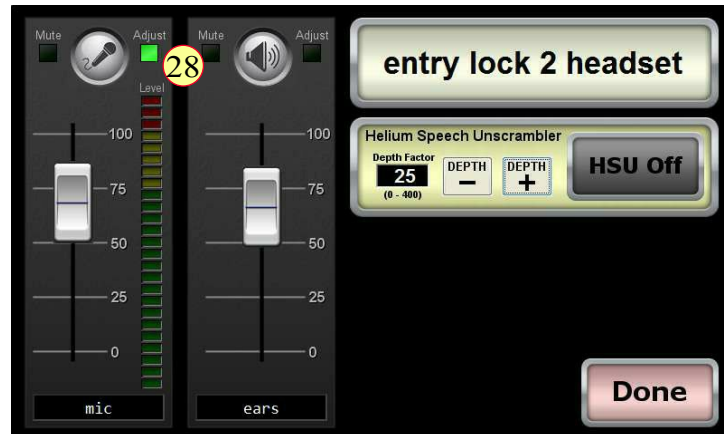 Mute Adjust
28
Level
100
75
50
25
0
mic
Mute Adjust
100
75
50
25
0
ears
entry lock 2 headset
Helium Speech Unscrambler
Depth Factor
25
(0 - 400)
DEPTH
−
DEPTH
+
HSU Off
Done